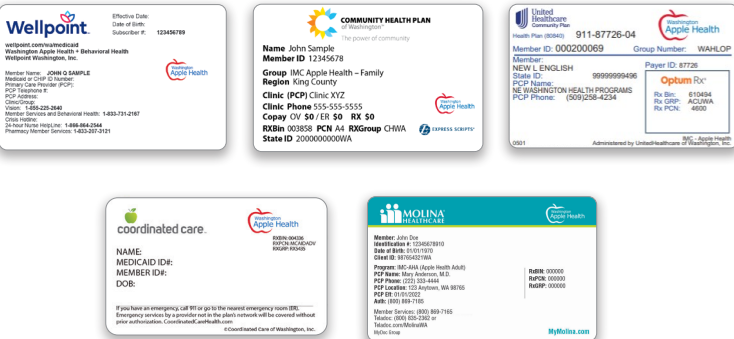 Wellpoint.
Effective Date:
Date of Birth:
Subscriber #: 123456789
wellpoint.com/wa/medicaid
Washington Apple Health + Behavioral Health
Wellpoint Washington, Inc.
Washington
Apple Health
Member Name: JOHN Q SAMPLE
Medicaid or CHIP ID Number:
Primary Care Provider (PCP):
PCP Telephone #:
PCP Address:
Clinic/Group:
Vision: 1-855-225-2640
Member Services and Behavioral Health: 1-833-731-2167
Crisis Hotline:
24-hour Nurse HelpLine: 1-866-864-2544
Pharmacy Member Services: 1-833-207-3121
COMMUNITY HEALTH PLAN
of Washington™
The power of community
Name John Sample
Member ID 12345678
Group IMC Apple Health – Family
Region King County
Clinic (PCP) Clinic XYZ
Clinic Phone 555-555-5555
Copay OV $0 / ER $0 RX $0
RXBin 003858 PCN A4 RXGroup CHWA
State ID 2000000000WA
Washington
Apple Health
EXPRESS SCRIPTS®
United
Healthcare
Community Plan
Washington
Apple Health
Health Plan (80840) 911-87726-04
Member ID: 000200069 Group Number: WAHLOP
Member:
NEW L ENGLISH
State ID: 99999999496
PCP Name:
NE WASHINGTON HEALTH PROGRAMS
PCP Phone: (509)258-4234
Payer ID: 87726
Optum Rx®
Rx Bin: 610494
Rx GRP: ACUWA
Rx PCN: 4600
0501
IMC - Apple Health
Administered by UnitedHealthcare of Washington, Inc.
coordinated care™
Washington
Apple Health
RXBIN: 004336
RXPCN: MCAIDADV
RXGRP: RX5435
NAME:
MEDICAID ID#:
MEMBER ID#:
DOB:
If you have an emergency, call 911 or go to the nearest emergency room (ER).
Emergency services by a provider not in the plan's network will be covered without
prior authorization. CoordinatedCareHealth.com
©Coordinated Care of Washington, Inc.
MOLINA
HEALTHCARE
Washington
Apple Health
Member: John Doe
Identification #: 12345678910
Date of Birth: 01/01/1970
Client ID: 987654321WA
Program: IMC-AHA (Apple Health Adult)
PCP Name: Mary Anderson, M.D.
PCP Phone: (222) 333-4444
PCP Location: 123 Anytown, WA 98765
PCP Eff: 01/01/2022
Auth: (800) 869-7185
RxBIN: 000000
RxPCN: 000000
RxGRP: 000000
Member Services: (800) 869-7165
Teladoc: (800) 835-2362 or
Teladoc.com/MolinaWA
MyDoc Group
MyMolina.com